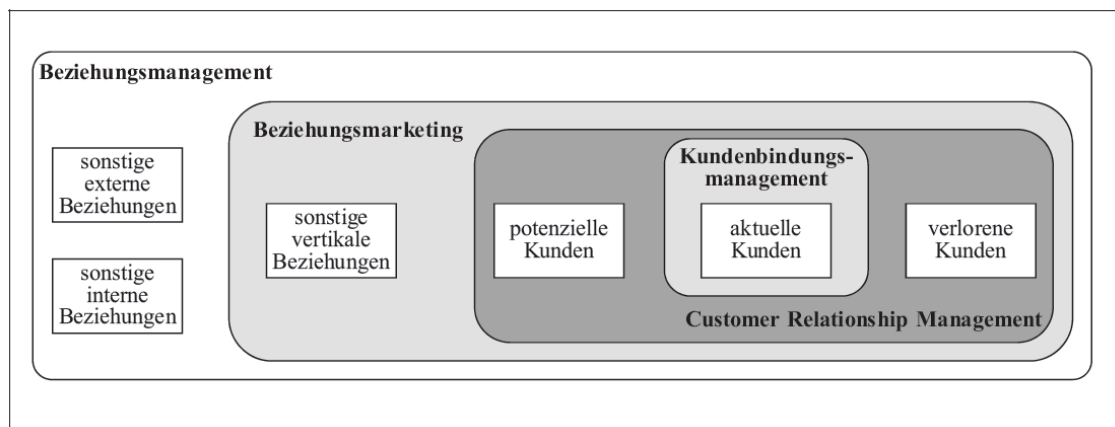 Beziehungsmanagement
Beziehungsmarketing
Kundenbindungs-
management
sonstige
externe
Beziehungen
sonstige
interne
Beziehungen
sonstige
vertikale
Beziehungen
potenzielle
Kunden
aktuelle
Kunden
verlorene
Kunden
Customer Relationship Management